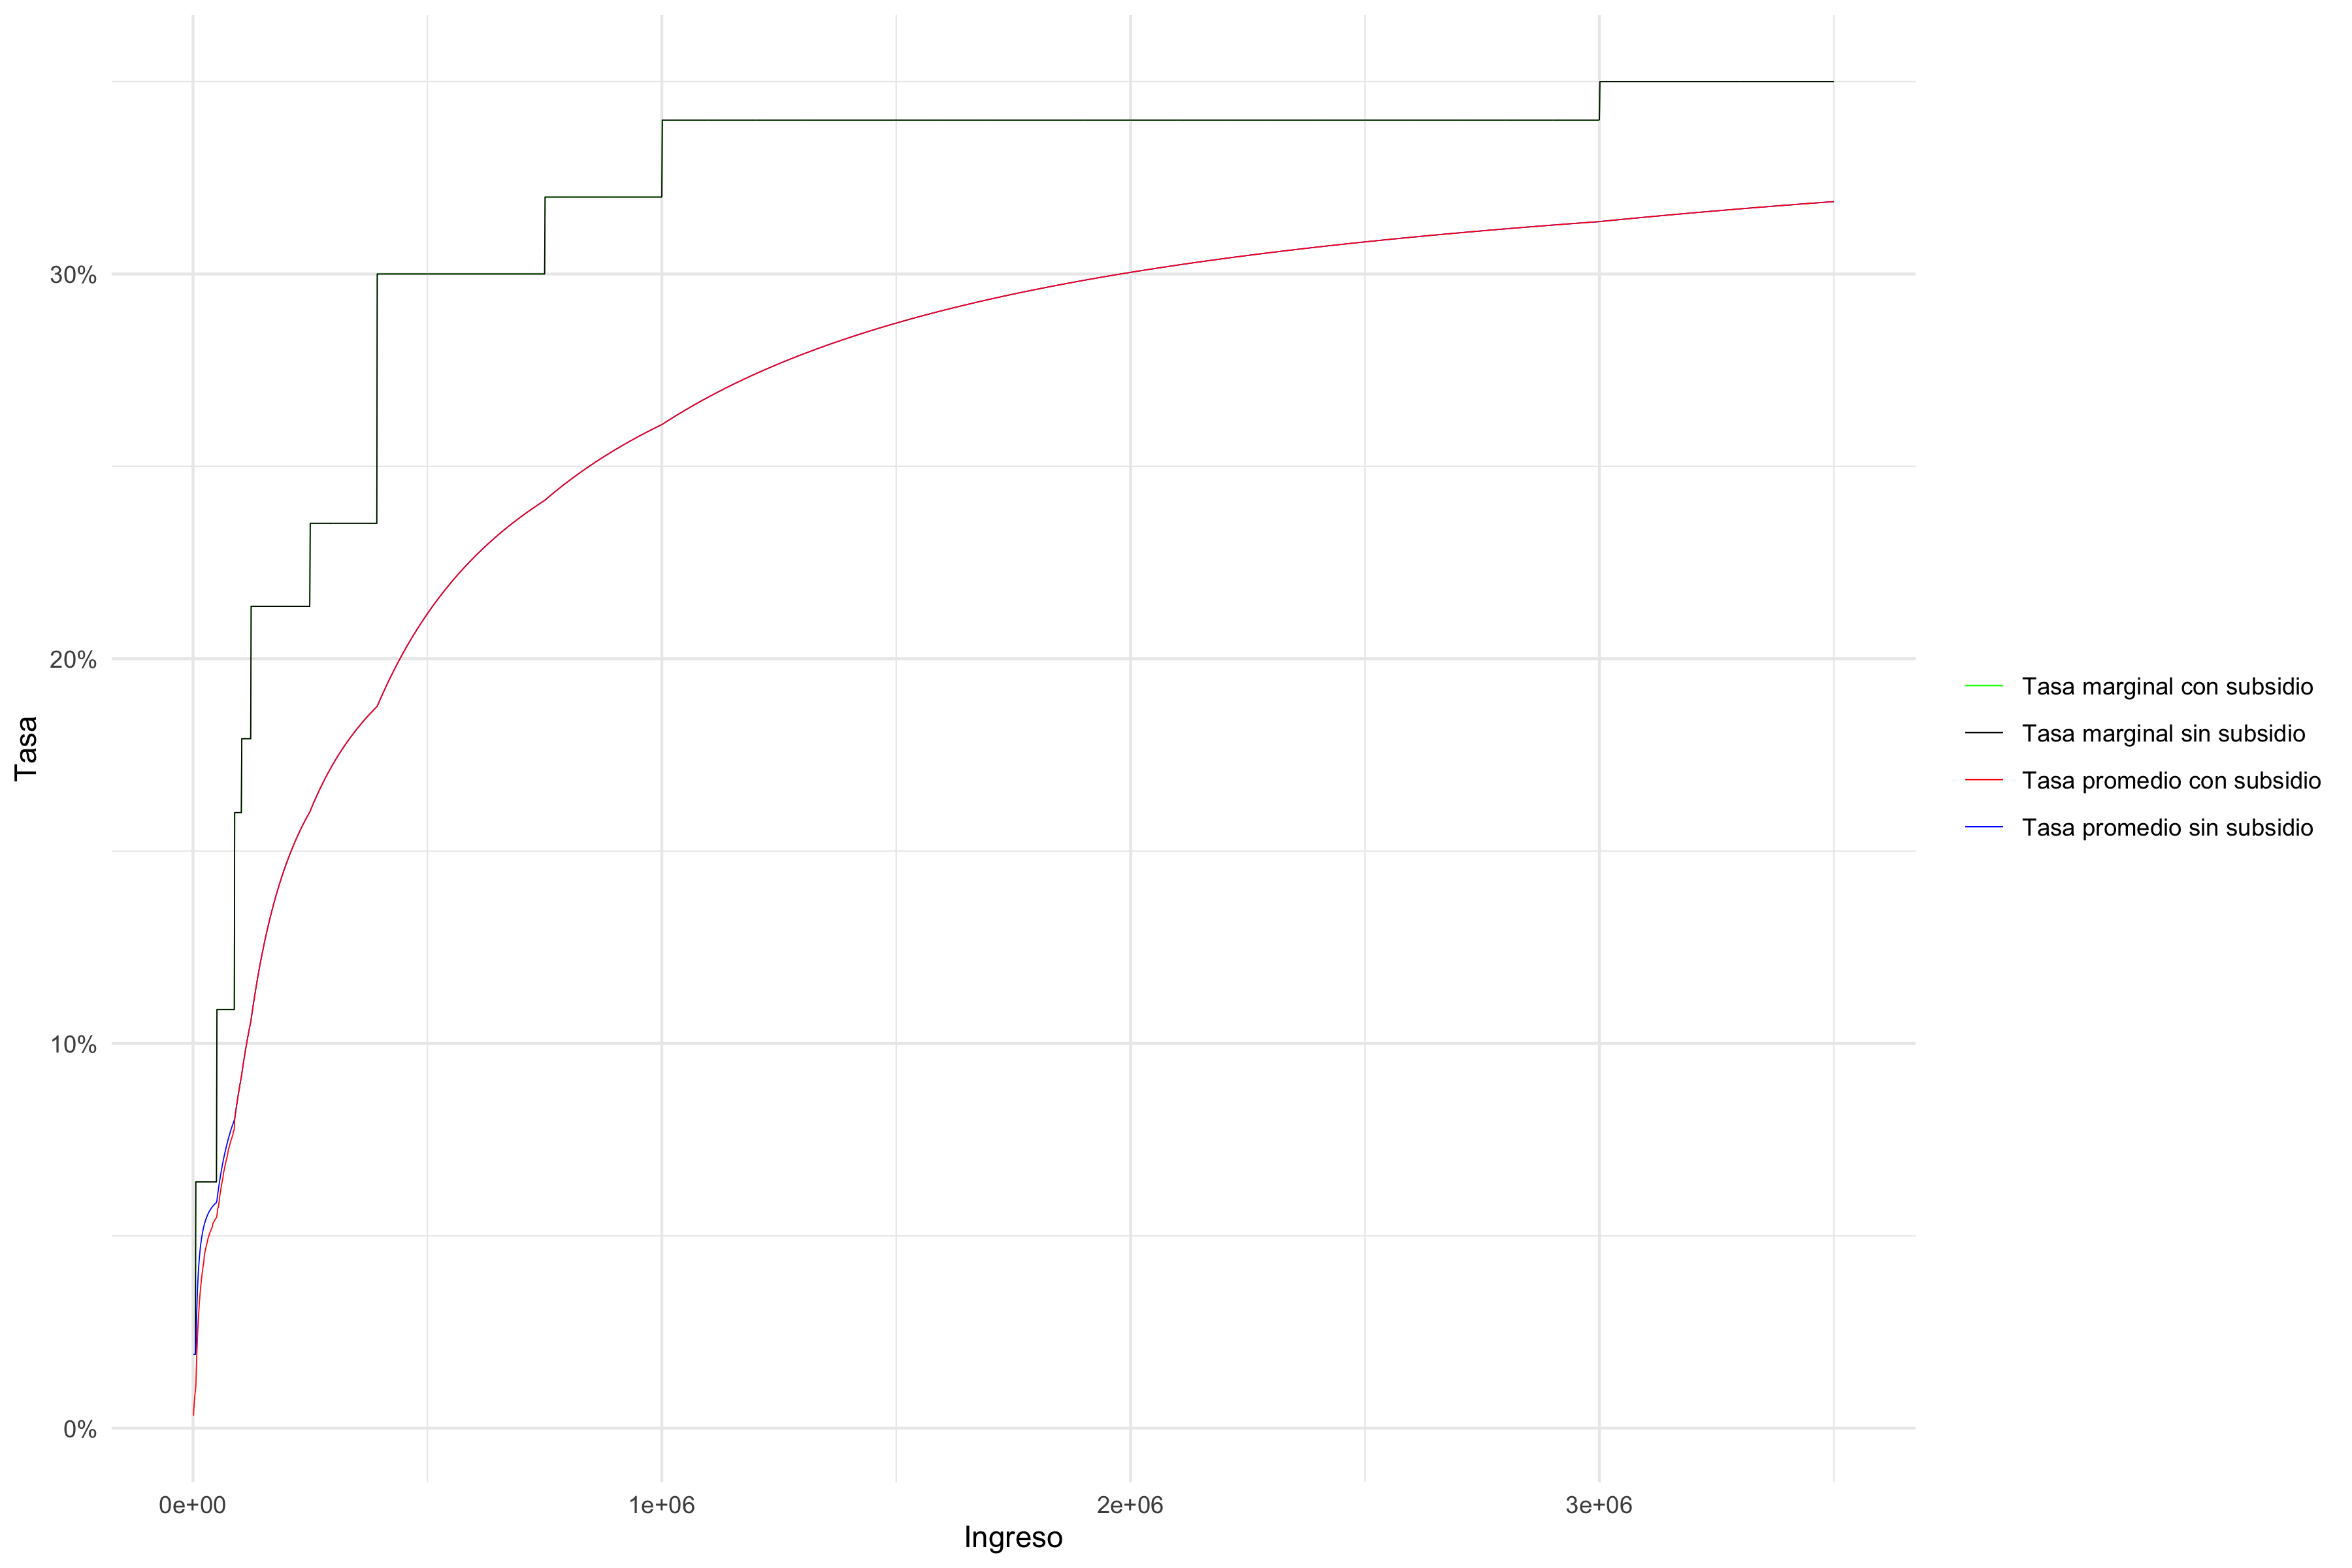 Tasa
30%
20%
10%
0%
0e+00
1e+06
2e+06
3e+06
Ingreso
Tasa marginal con subsidio
Tasa marginal sin subsidio
Tasa promedio con subsidio
Tasa promedio sin subsidio